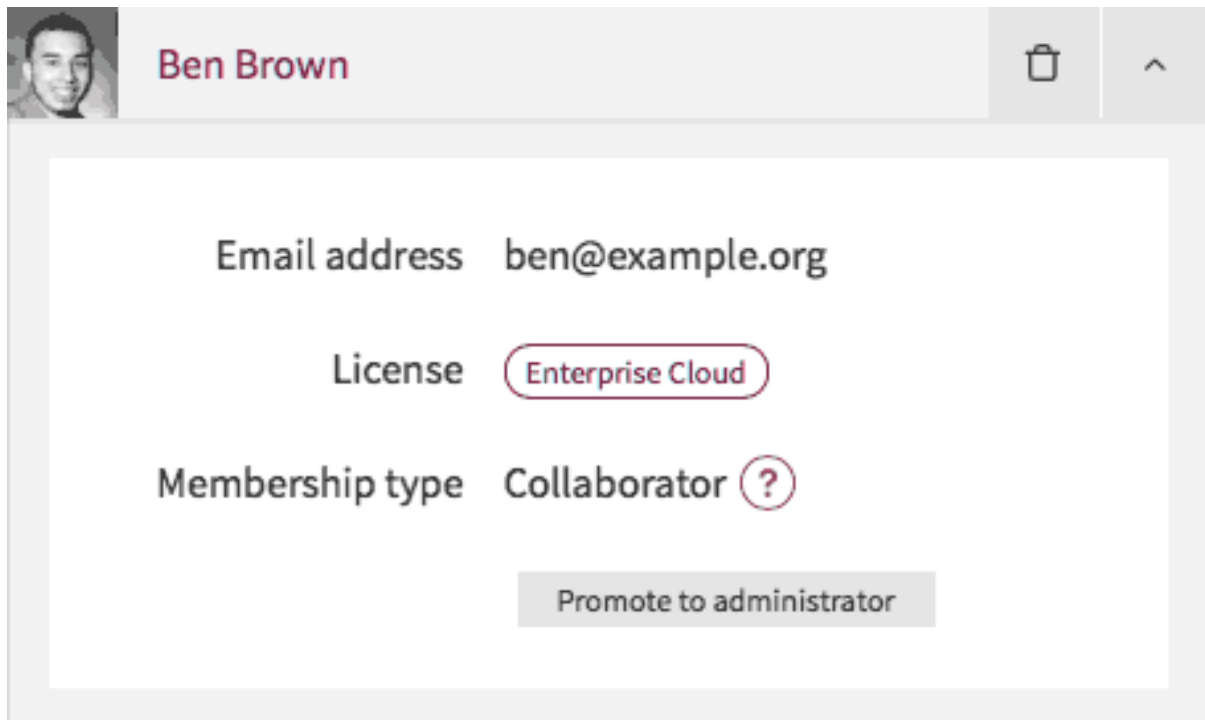 Ben Brown
Email address ben@example.org
License Enterprise Cloud
Membership type Collaborator ?
Promote to administrator